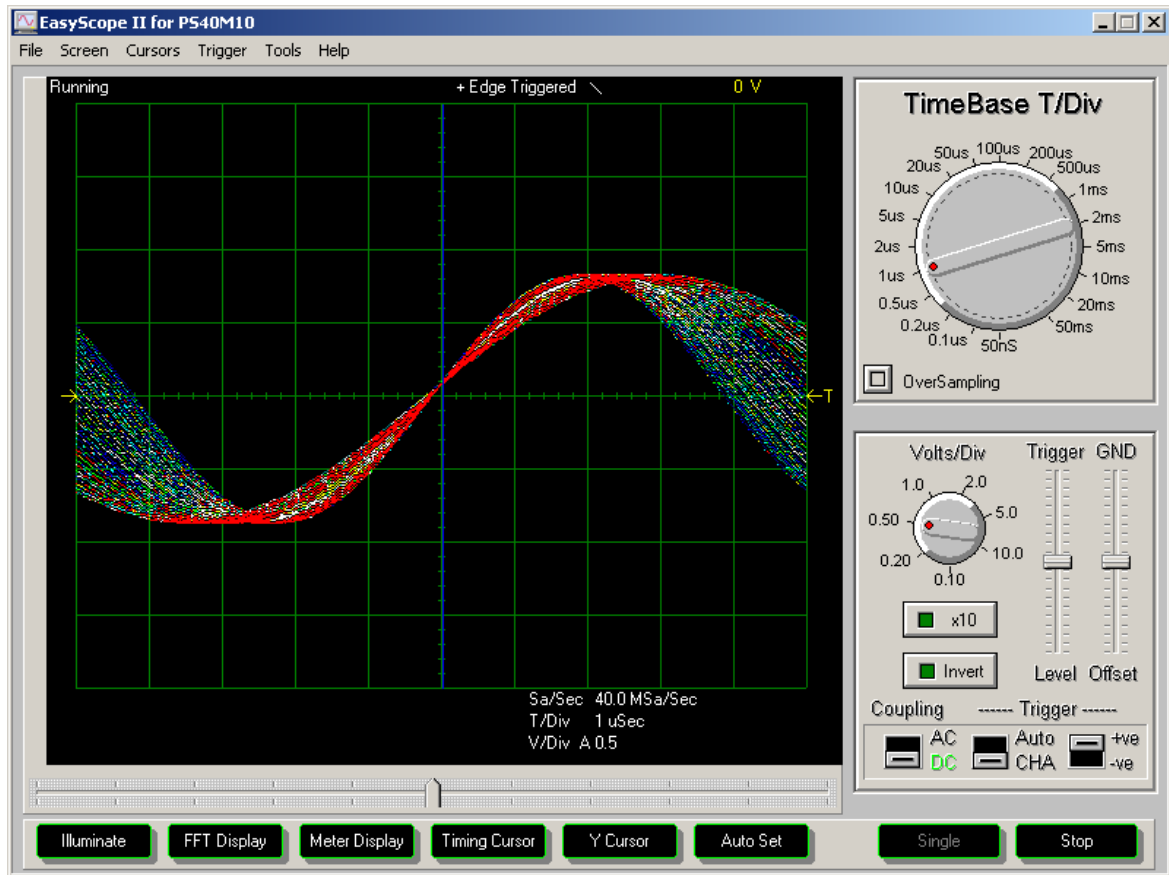 EasyScope II for PS40M10
File Screen Cursors Trigger Tools Help
Running + Edge Triggered 0 V
T
Sa/Sec 40.0 MSa/Sec
T/Div 1 uSec
V/Div A 0.5
TimeBase T/Div
50us 100us 200us
20us 500us
10us 1ms
5us 2ms
2us 5ms
1us 10ms
0.5us 20ms
0.2us 50ms
0.1us 50nS
OverSampling
Volts/Div Trigger GND
1.0 2.0
0.50 5.0
0.20 10.0
0.10
x10
Invert Level Offset
Coupling ------ Trigger ------
AC Auto +ve
DC CHA -ve
Illuminate FFT Display Meter Display Timing Cursor Y Cursor Auto Set Single Stop